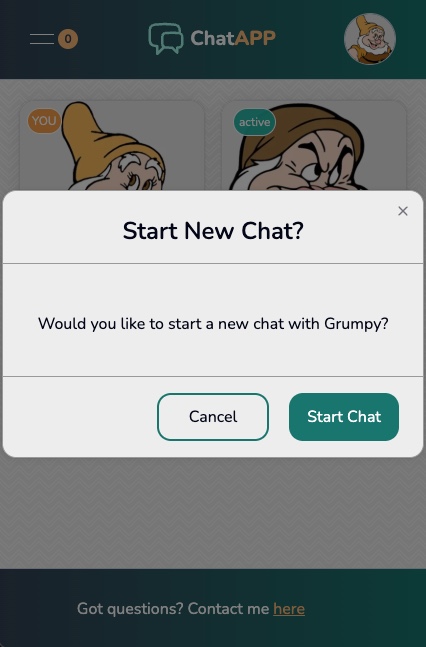 0
ChatAPP
YOU
active
×
Start New Chat?
Would you like to start a new chat with Grumpy?
Cancel
Start Chat
Got questions? Contact me here